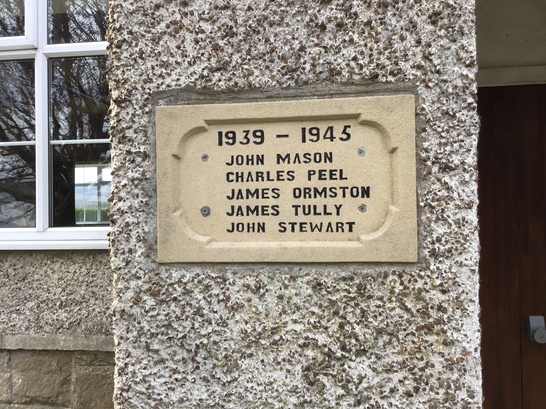 1939 - 1945
JOHN MASON
CHARLES PEEL
JAMES ORMSTON
JAMES TULLY
JOHN STEWART